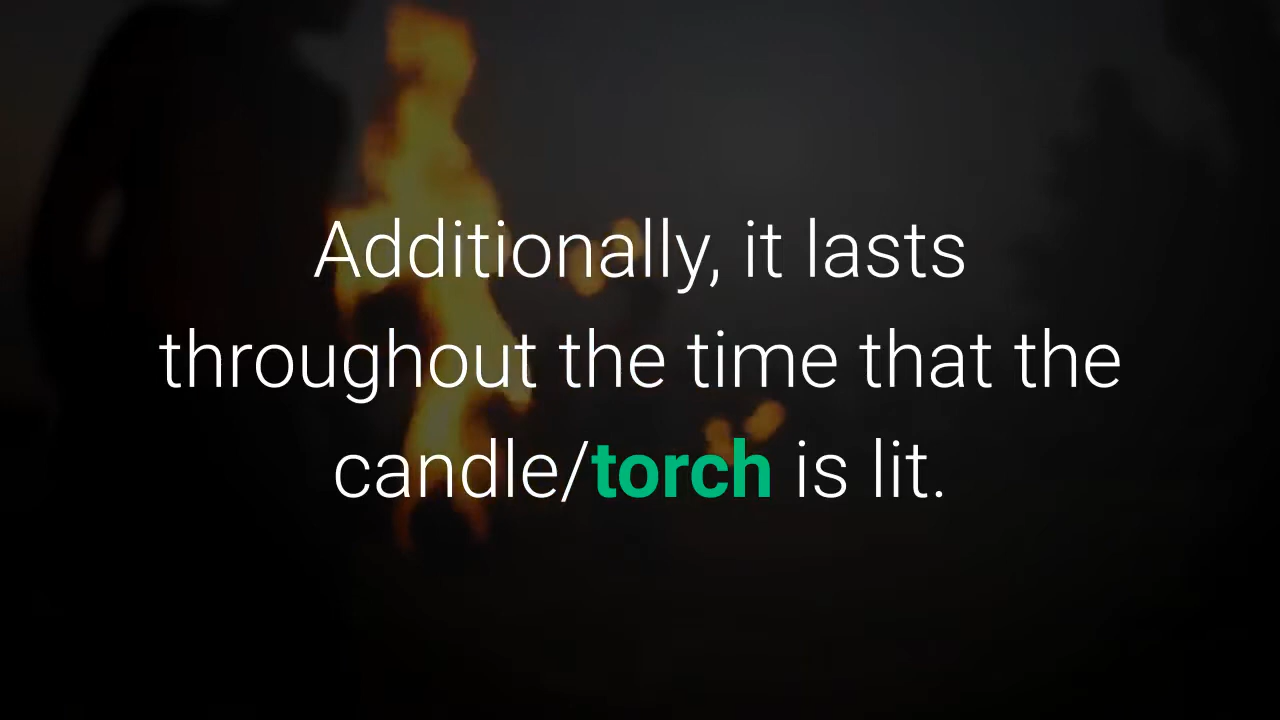 Additionally, it lasts
throughout the time that the
candle/torch is lit.